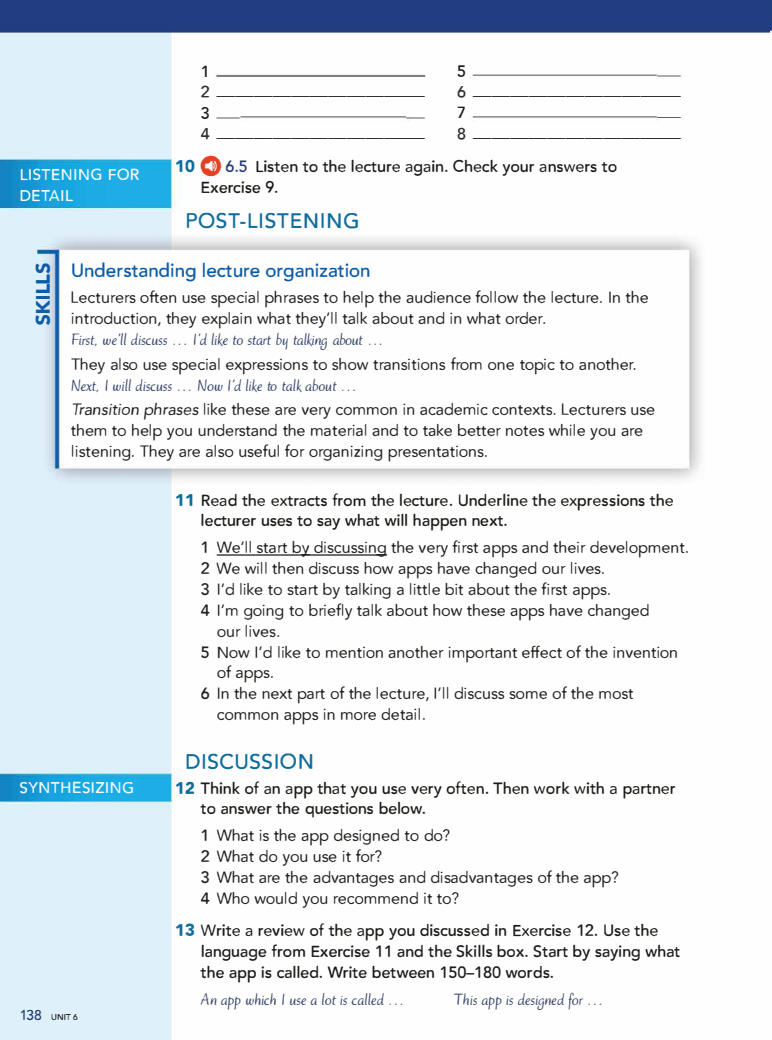 1
2
3
4
5
6
7
8
LISTENING FOR
DETAIL
10 6.5 Listen to the lecture again. Check your answers to
Exercise 9.
POST-LISTENING
SKILLS
Understanding lecture organization
Lecturers often use special phrases to help the audience follow the lecture. In the
introduction, they explain what they'll talk about and in what order.
First, we'll discuss ... I'd like to start by talking about ...
They also use special expressions to show transitions from one topic to another.
Next, I will discuss ... Now I'd like to talk about ...
Transition phrases like these are very common in academic contexts. Lecturers use
them to help you understand the material and to take better notes while you are
listening. They are also useful for organizing presentations.
11 Read the extracts from the lecture. Underline the expressions the
lecturer uses to say what will happen next.
1 We'll start by discussing the very first apps and their development.
2 We will then discuss how apps have changed our lives.
3 I'd like to start by talking a little bit about the first apps.
4 I'm going to briefly talk about how these apps have changed
our lives.
5 Now I'd like to mention another important effect of the invention
of apps.
6 In the next part of the lecture, I'll discuss some of the most
common apps in more detail.
DISCUSSION
SYNTHESIZING
12 Think of an app that you use very often. Then work with a partner
to answer the questions below.
1 What is the app designed to do?
2 What do you use it for?
3 What are the advantages and disadvantages of the app?
4 Who would you recommend it to?
13 Write a review of the app you discussed in Exercise 12. Use the
language from Exercise 11 and the Skills box. Start by saying what
the app is called. Write between 150–180 words.
An app which I use a lot is called ... This app is designed for ...
138 UNIT 6